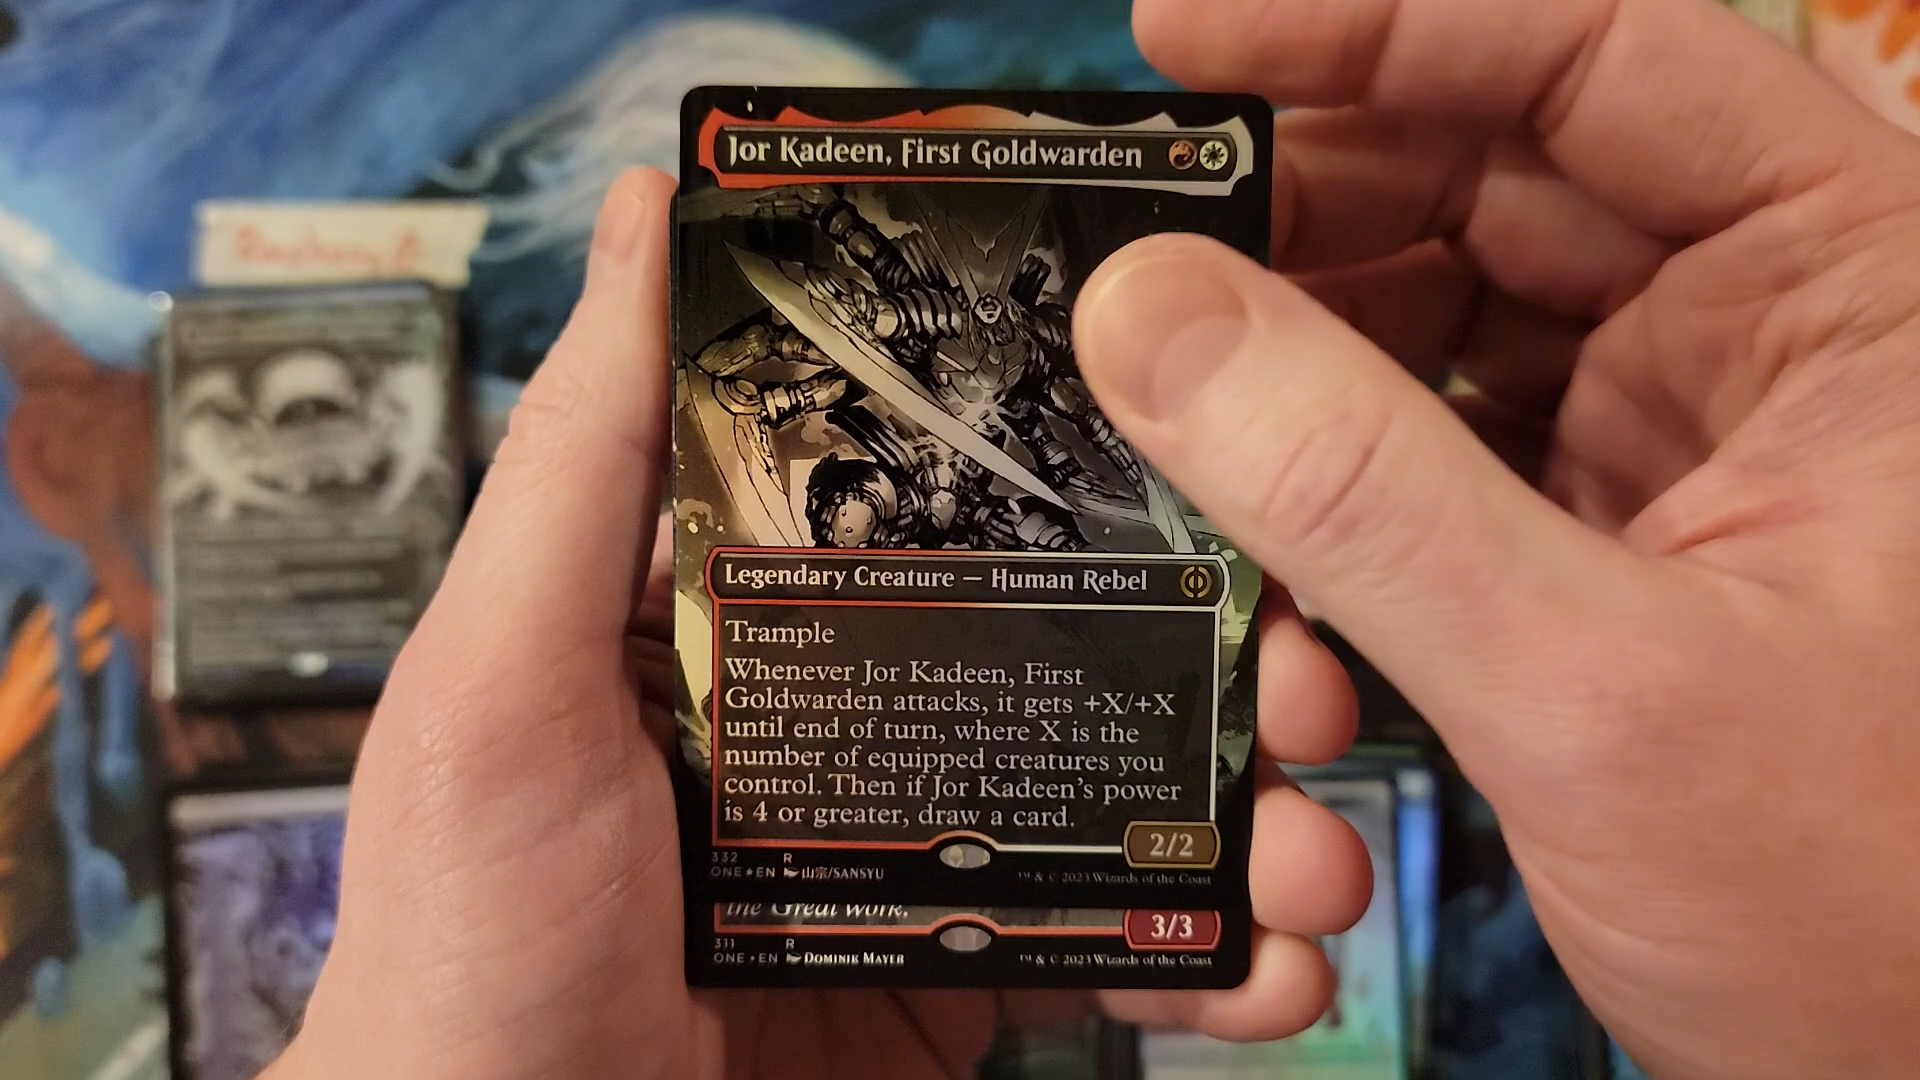 Jor Kadeen, First Goldwarden
Legendary Creature — Human Rebel
Trample
Whenever Jor Kadeen, First
Goldwarden attacks, it gets +X/+X
until end of turn, where X is the
number of equipped creatures you
control. Then if Jor Kadeen's power
is 4 or greater, draw a card.
2/2
332 R
ONE★EN 山宗/SANSYU
™ & © 2023 Wizards of the Coast
the Great Work.
3/3
311 R
ONE • EN DOMINIK MAYER
™ & © 2023 Wizards of the Coast